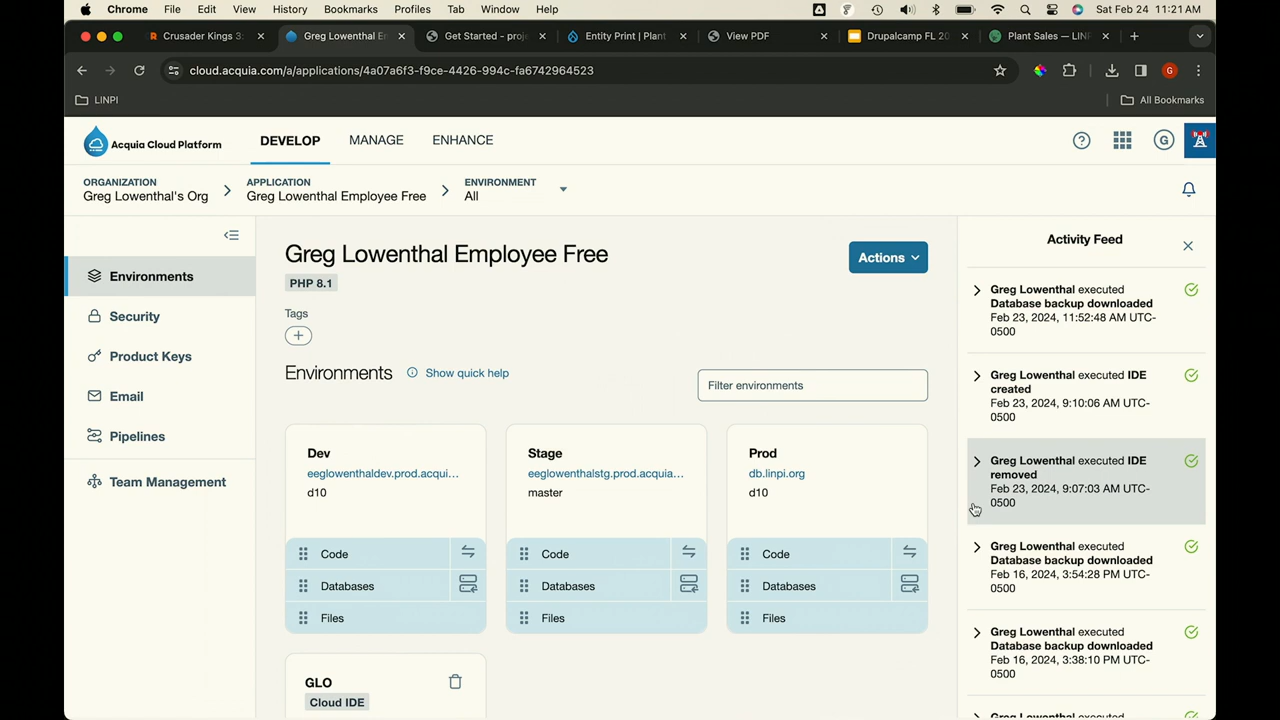 Chrome File Edit View History Bookmarks Profiles Tab Window Help
Sat Feb 24 11:21 AM
Crusader Kings 3:
Greg Lowenthal E
Get Started - proje
Entity Print | Plant
View PDF
Drupalcamp FL 20
Plant Sales — LINP
cloud.acquia.com/a/applications/4a07a6f3-f9ce-4426-994c-fa6742964523
G
LINPI
All Bookmarks
Acquia Cloud Platform
DEVELOP
MANAGE
ENHANCE
G
ORGANIZATION
Greg Lowenthal's Org
APPLICATION
Greg Lowenthal Employee Free
ENVIRONMENT
All
Environments
Security
Product Keys
Email
Pipelines
Team Management
Greg Lowenthal Employee Free
PHP 8.1
Actions
Tags
Environments
Show quick help
Filter environments
Dev
eeglowenthaldev.prod.acqui...
d10
Code
Databases
Files
Stage
eeglowenthalstg.prod.acquia...
master
Code
Databases
Files
Prod
db.linpi.org
d10
Code
Databases
Files
GLO
Cloud IDE
Activity Feed
Greg Lowenthal executed
Database backup downloaded
Feb 23, 2024, 11:52:48 AM UTC-
0500
Greg Lowenthal executed IDE
created
Feb 23, 2024, 9:10:06 AM UTC-
0500
Greg Lowenthal executed IDE
removed
Feb 23, 2024, 9:07:03 AM UTC-
0500
Greg Lowenthal executed
Database backup downloaded
Feb 16, 2024, 3:54:28 PM UTC-
0500
Greg Lowenthal executed
Database backup downloaded
Feb 16, 2024, 3:38:10 PM UTC-
0500
Greg Lowenthal executed